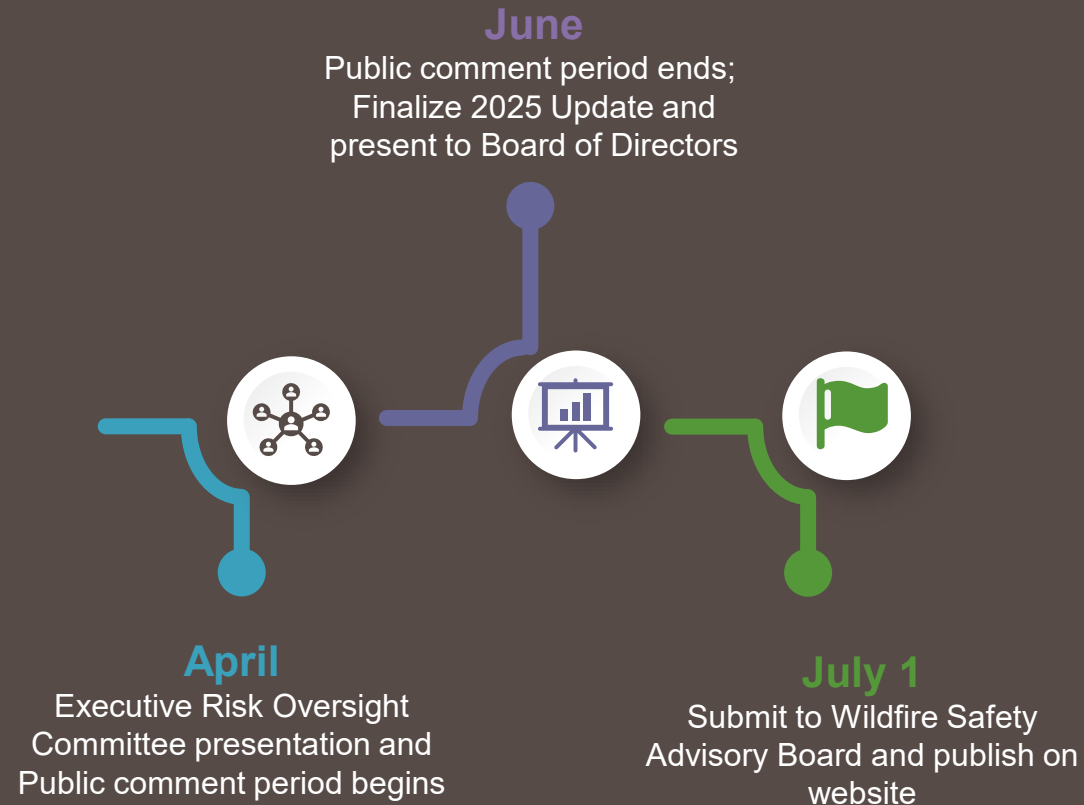 June
Public comment period ends;
Finalize 2025 Update and
present to Board of Directors
April
Executive Risk Oversight
Committee presentation and
Public comment period begins
July 1
Submit to Wildfire Safety
Advisory Board and publish on
website